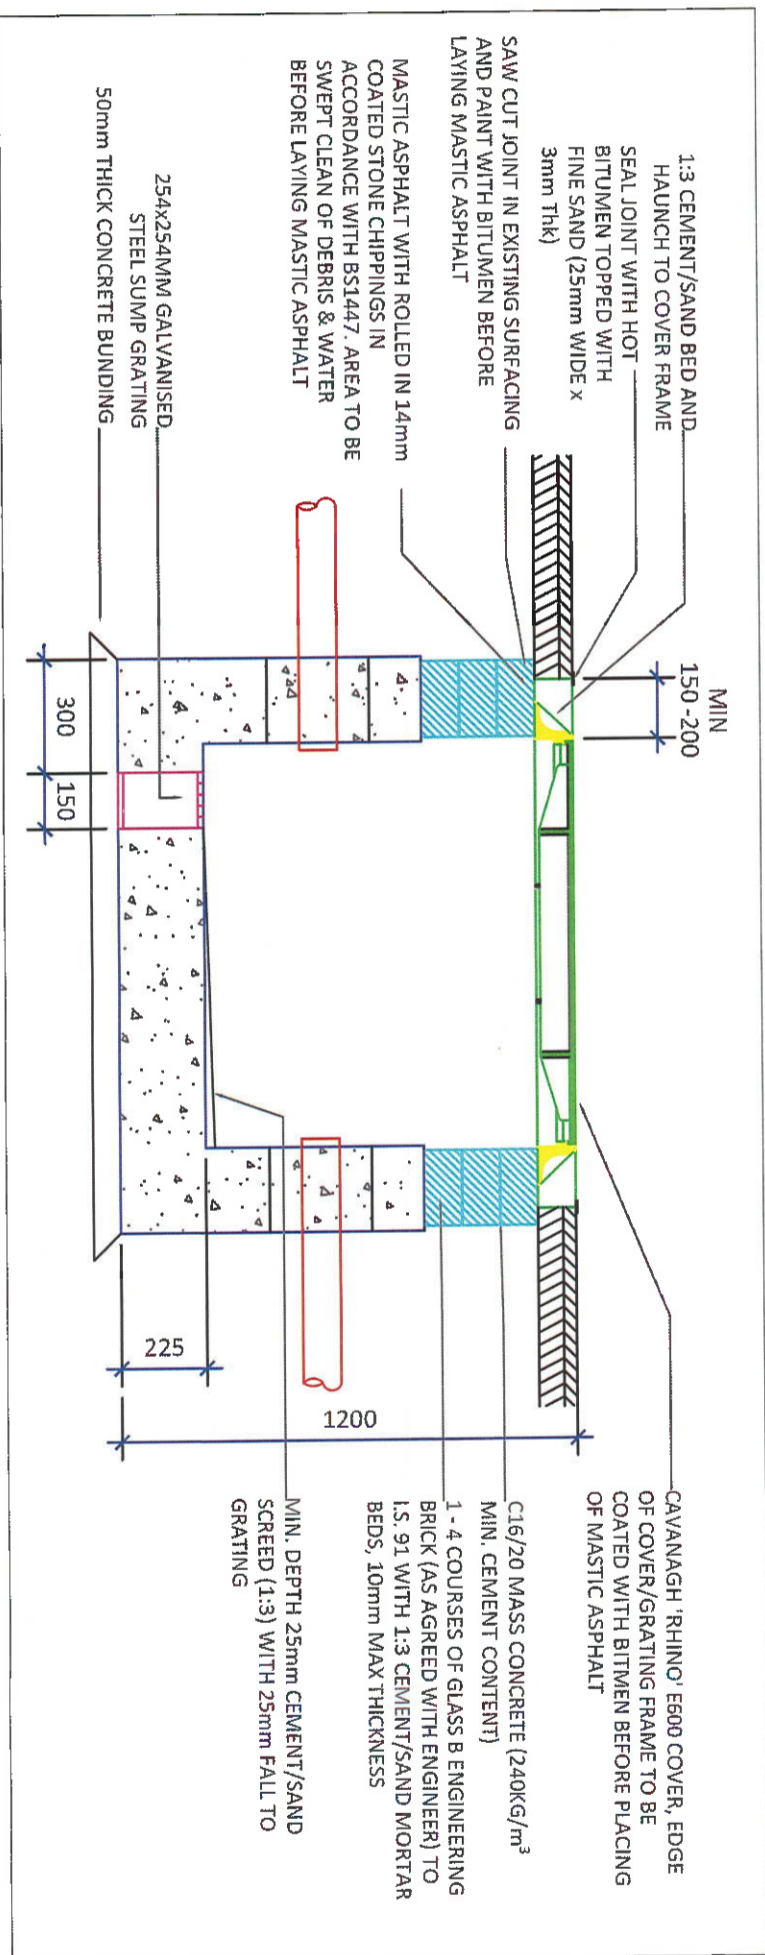 1:3 CEMENT/SAND BED AND
HAUNCH TO COVER FRAME
SEAL JOINT WITH HOT
BITUMEN TOPPED WITH
FINE SAND (25mm WIDE x
3mm Thk)
SAW CUT JOINT IN EXISTING SURFACING
AND PAINT WITH BITUMEN BEFORE
LAYING MASTIC ASPHALT
MASTIC ASPHALT WITH ROLLED IN 14mm
COATED STONE CHIPPINGS IN
ACCORDANCE WITH BS1447. AREA TO BE
SWEPT CLEAN OF DEBRIS & WATER
BEFORE LAYING MASTIC ASPHALT
254x254MM GALVANISED
STEEL SUMP GRATING
50mm THICK CONCRETE BUNDING
MIN
150 -200
300
150
225
1200
CAVANAGH 'RHINO' E600 COVER, EDGE
OF COVER/GRATING FRAME TO BE
COATED WITH BITMEN BEFORE PLACING
OF MASTIC ASPHALT
C16/20 MASS CONCRETE (240KG/m³
MIN. CEMENT CONTENT)
1 - 4 COURSES OF GLASS B ENGINEERING
BRICK (AS AGREED WITH ENGINEER) TO
I.S. 91 WITH 1:3 CEMENT/SAND MORTAR
BEDS, 10mm MAX THICKNESS
MIN. DEPTH 25mm CEMENT/SAND
SCREED (1:3) WITH 25mm FALL TO
GRATING